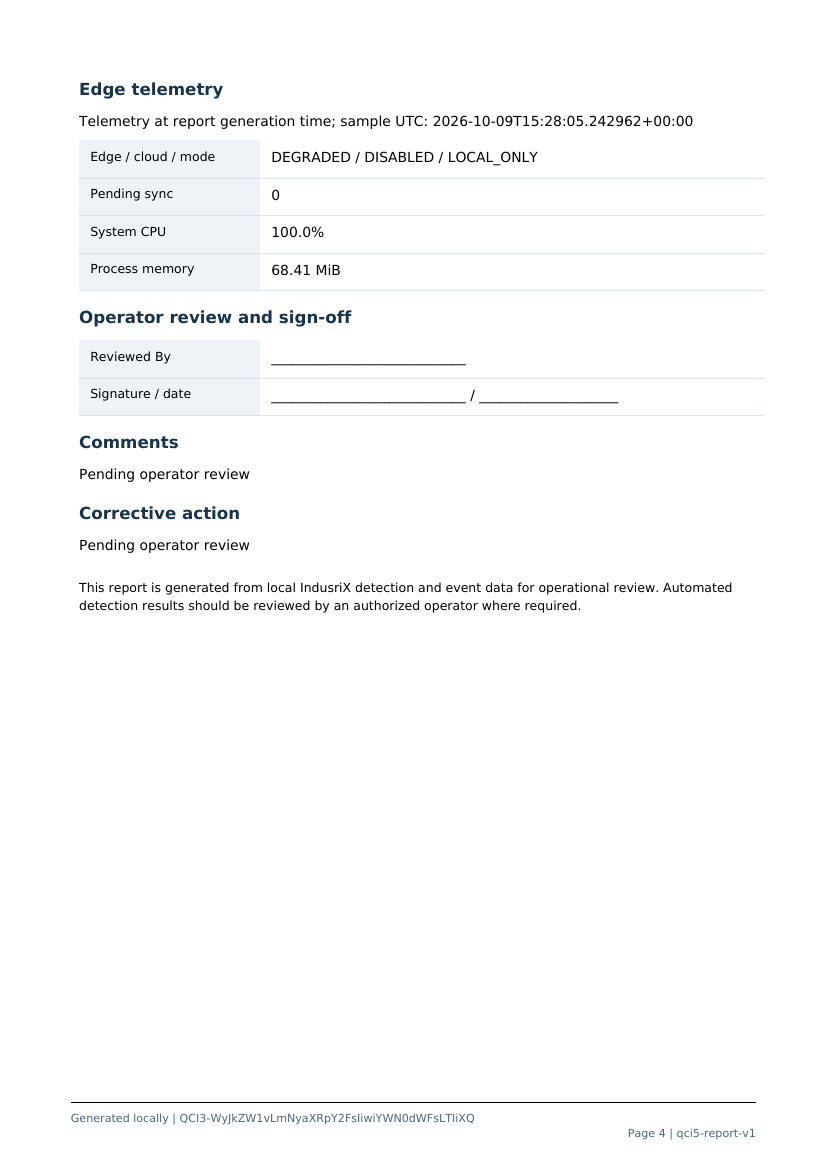 Edge telemetry
Telemetry at report generation time; sample UTC: 2026-10-09T15:28:05.242962+00:00
Edge / cloud / mode DEGRADED / DISABLED / LOCAL_ONLY
Pending sync 0
System CPU 100.0%
Process memory 68.41 MiB
Operator review and sign-off
Reviewed By ____________________________
Signature / date ____________________________ / ____________________
Comments
Pending operator review
Corrective action
Pending operator review
This report is generated from local IndusriX detection and event data for operational review. Automated
detection results should be reviewed by an authorized operator where required.
Generated locally | QCI3-WyJkZW1vLmNyaXRpY2FsIiwiYWN0dWFsLTIiXQ
Page 4 | qci5-report-v1